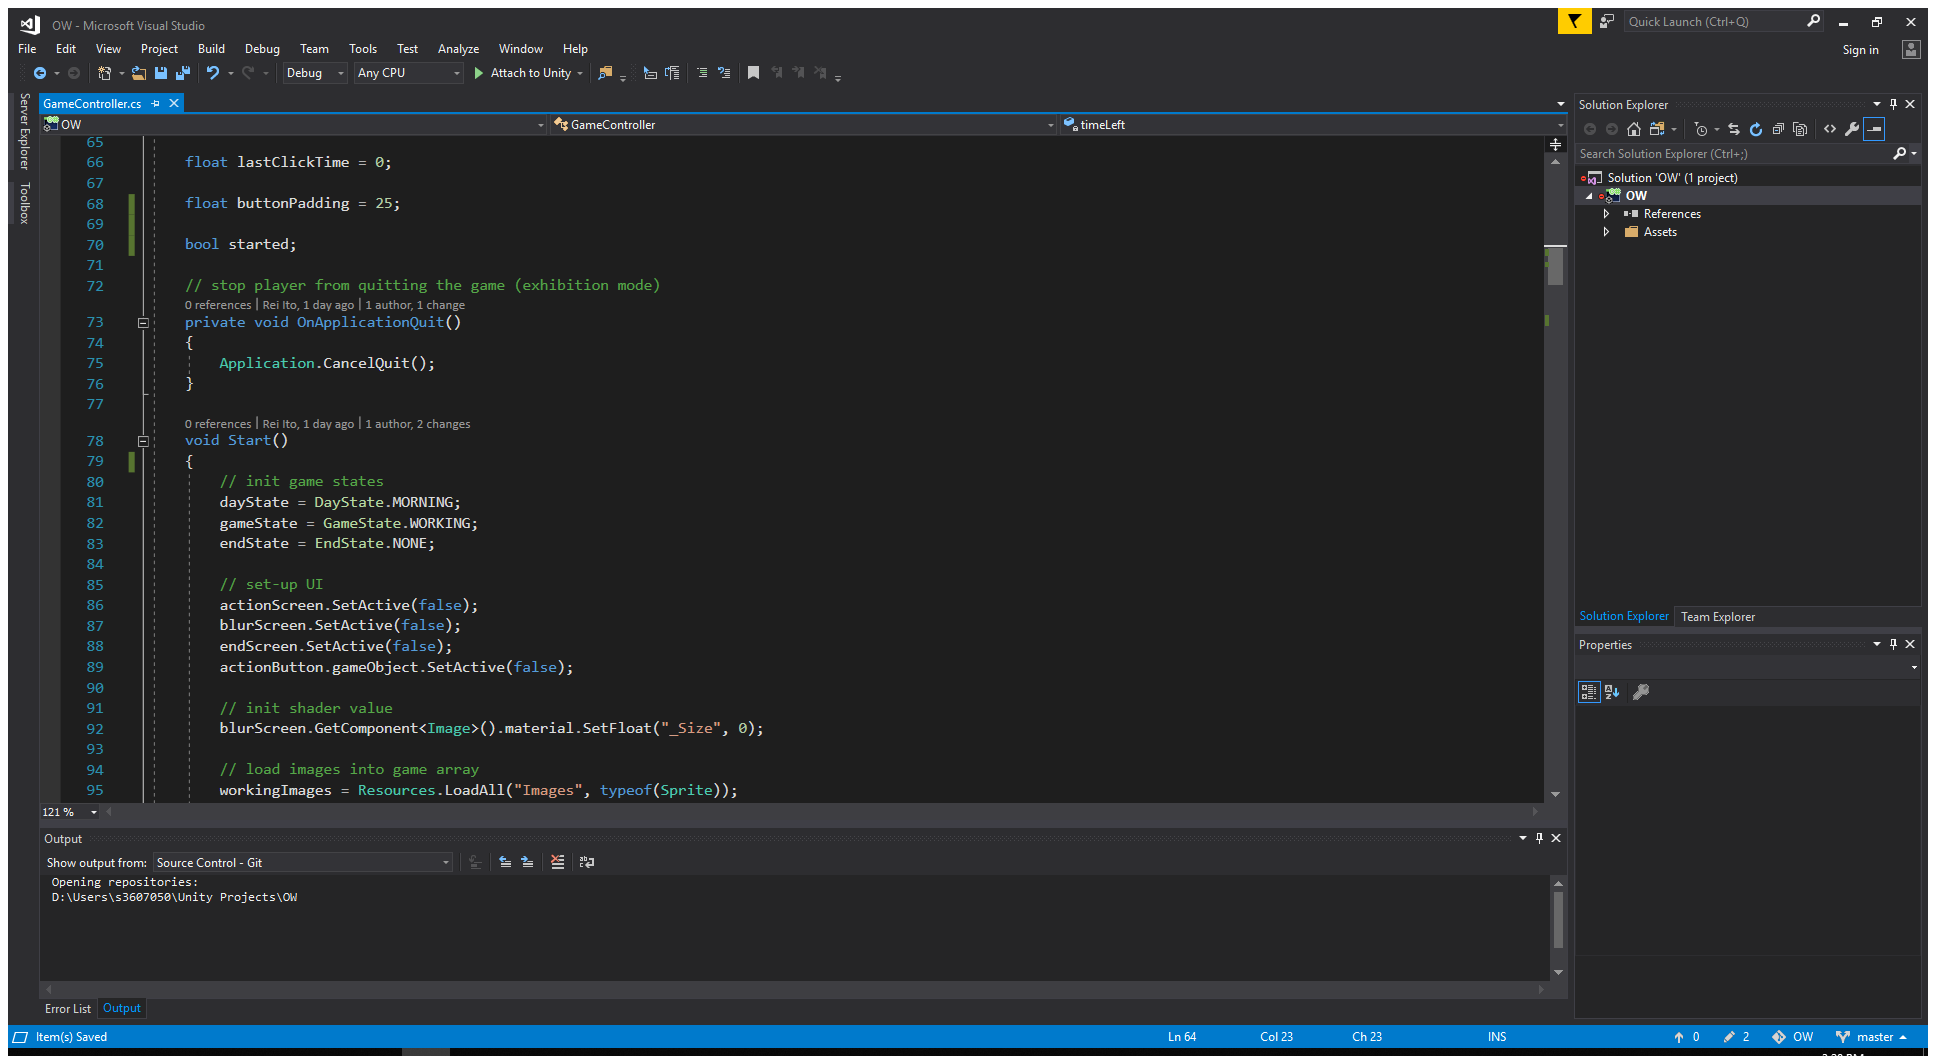 OW - Microsoft Visual Studio
Quick Launch (Ctrl+Q)
File Edit View Project Build Debug Team Tools Test Analyze Window Help
Sign in
Debug Any CPU Attach to Unity
Server Explorer
Toolbox
GameController.cs
OW GameController timeLeft
65
66 float lastClickTime = 0;
67
68 float buttonPadding = 25;
69
70 bool started;
71
72 // stop player from quitting the game (exhibition mode)
0 references | Rei Ito, 1 day ago | 1 author, 1 change
73 private void OnApplicationQuit()
74 {
75 Application.CancelQuit();
76 }
77
0 references | Rei Ito, 1 day ago | 1 author, 2 changes
78 void Start()
79 {
80 // init game states
81 dayState = DayState.MORNING;
82 gameState = GameState.WORKING;
83 endState = EndState.NONE;
84
85 // set-up UI
86 actionScreen.SetActive(false);
87 blurScreen.SetActive(false);
88 endScreen.SetActive(false);
89 actionButton.gameObject.SetActive(false);
90
91 // init shader value
92 blurScreen.GetComponent<Image>().material.SetFloat("_Size", 0);
93
94 // load images into game array
95 workingImages = Resources.LoadAll("Images", typeof(Sprite));
121 %
Output
Show output from: Source Control - Git
Opening repositories:
D:\Users\s3607050\Unity Projects\OW
Error List Output
Solution Explorer
Search Solution Explorer (Ctrl+;)
Solution 'OW' (1 project)
OW
References
Assets
Solution Explorer Team Explorer
Properties
Item(s) Saved Ln 64 Col 23 Ch 23 INS 0 2 OW master